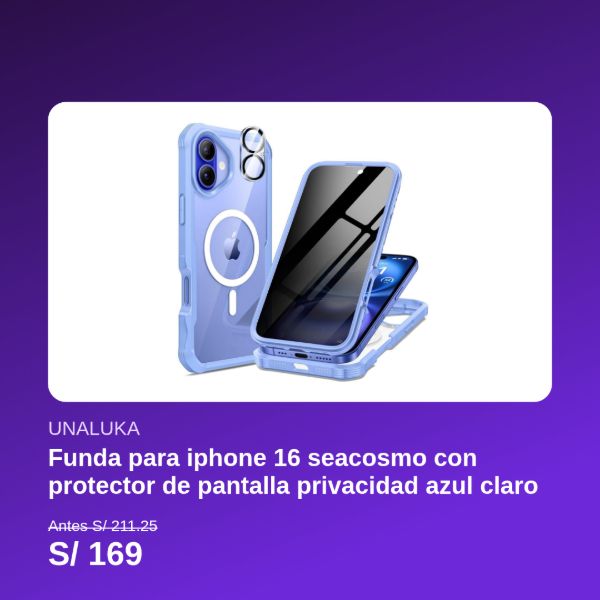 UNALUKA
Funda para iphone 16 seacosmo con
protector de pantalla privacidad azul claro
Antes S/ 211.25
S/ 169